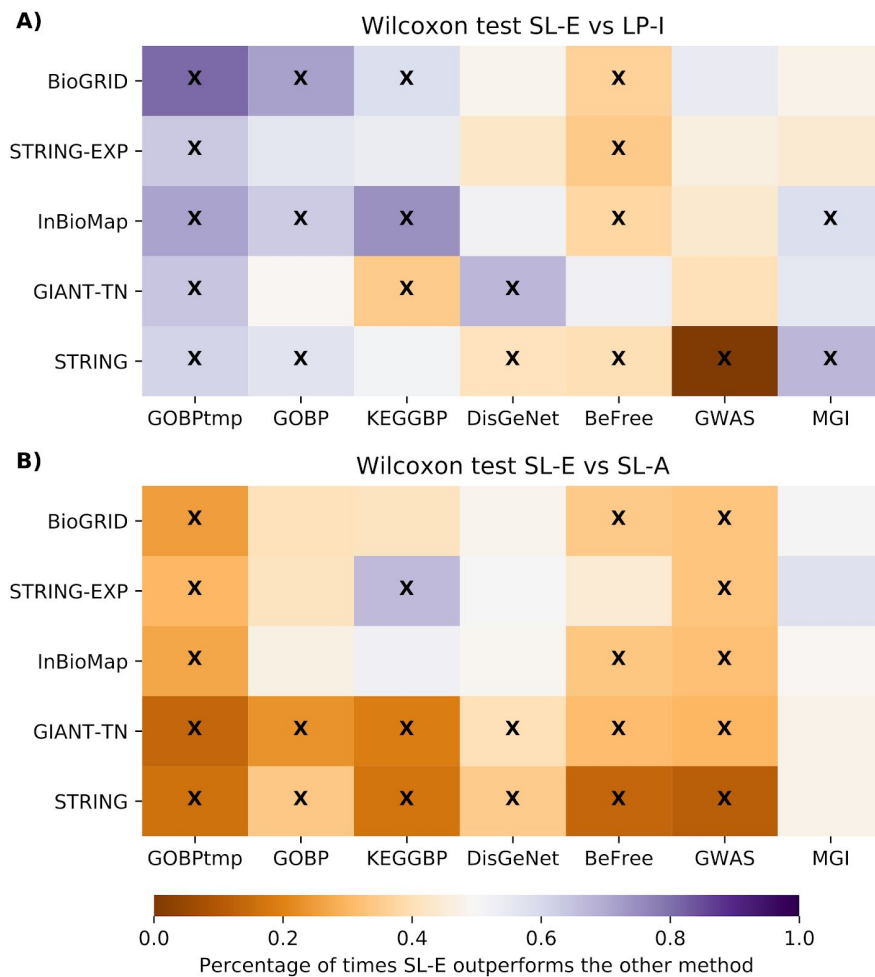 A)
Wilcoxon test SL-E vs LP-I
BioGRID X X X X
STRING-EXP X X
InBioMap X X X X X
GIANT-TN X X X
STRING X X X X X X
GOBPtmp GOBP KEGGBP DisGeNet BeFree GWAS MGI
B)
Wilcoxon test SL-E vs SL-A
BioGRID X X X
STRING-EXP X X X
InBioMap X X X
GIANT-TN X X X X X X
STRING X X X X X X
GOBPtmp GOBP KEGGBP DisGeNet BeFree GWAS MGI
0.0 0.2 0.4 0.6 0.8 1.0
Percentage of times SL-E outperforms the other method